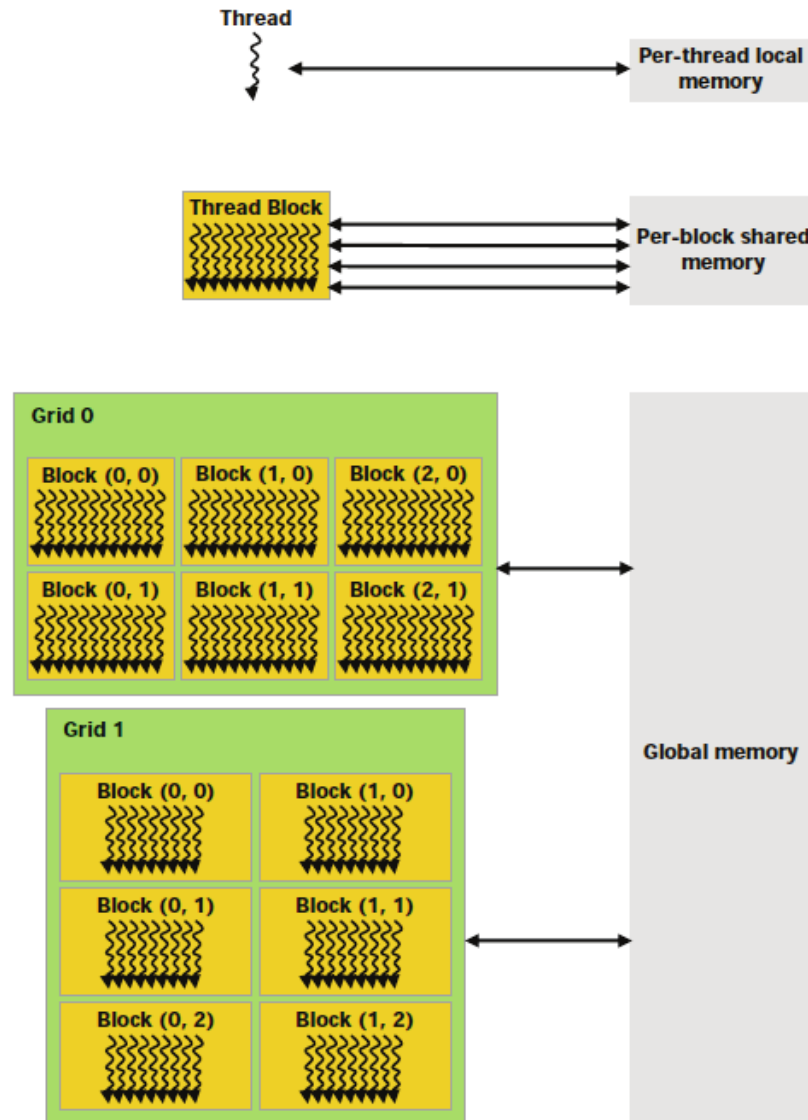 Thread
Per-thread local
memory
Thread Block
Per-block shared
memory
Grid 0
Block (0, 0)
Block (1, 0)
Block (2, 0)
Block (0, 1)
Block (1, 1)
Block (2, 1)
Grid 1
Global memory
Block (0, 0)
Block (1, 0)
Block (0, 1)
Block (1, 1)
Block (0, 2)
Block (1, 2)